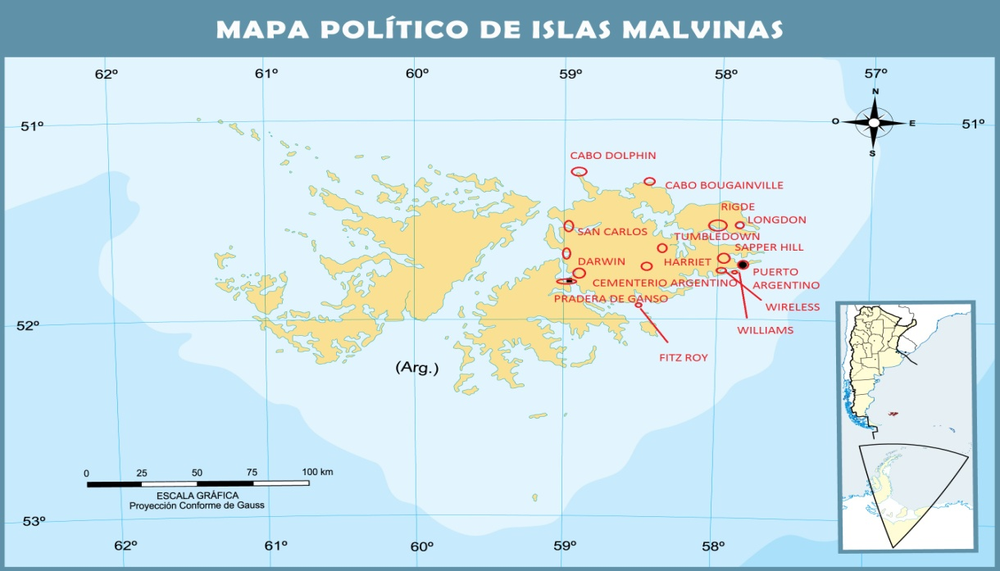 MAPA POLÍTICO DE ISLAS MALVINAS
62º 61º 60º 59º 58º 57º
N
51º
O E
51º
S
CABO DOLPHIN
CABO BOUGAINVILLE
RIGDE
LONGDON
SAN CARLOS
TUMBLEDOWN
SAPPER HILL
DARWIN
HARRIET
PUERTO
ARGENTINO
CEMENTERIO ARGENTINO
PRADERA DE GANSO
WIRELESS
52º
WILLIAMS
FITZ ROY
(Arg.)
0 25 50 75 100 km
ESCALA GRÁFICA
Proyección Conforme de Gauss
53º
62º 61º 60º 59º 58º